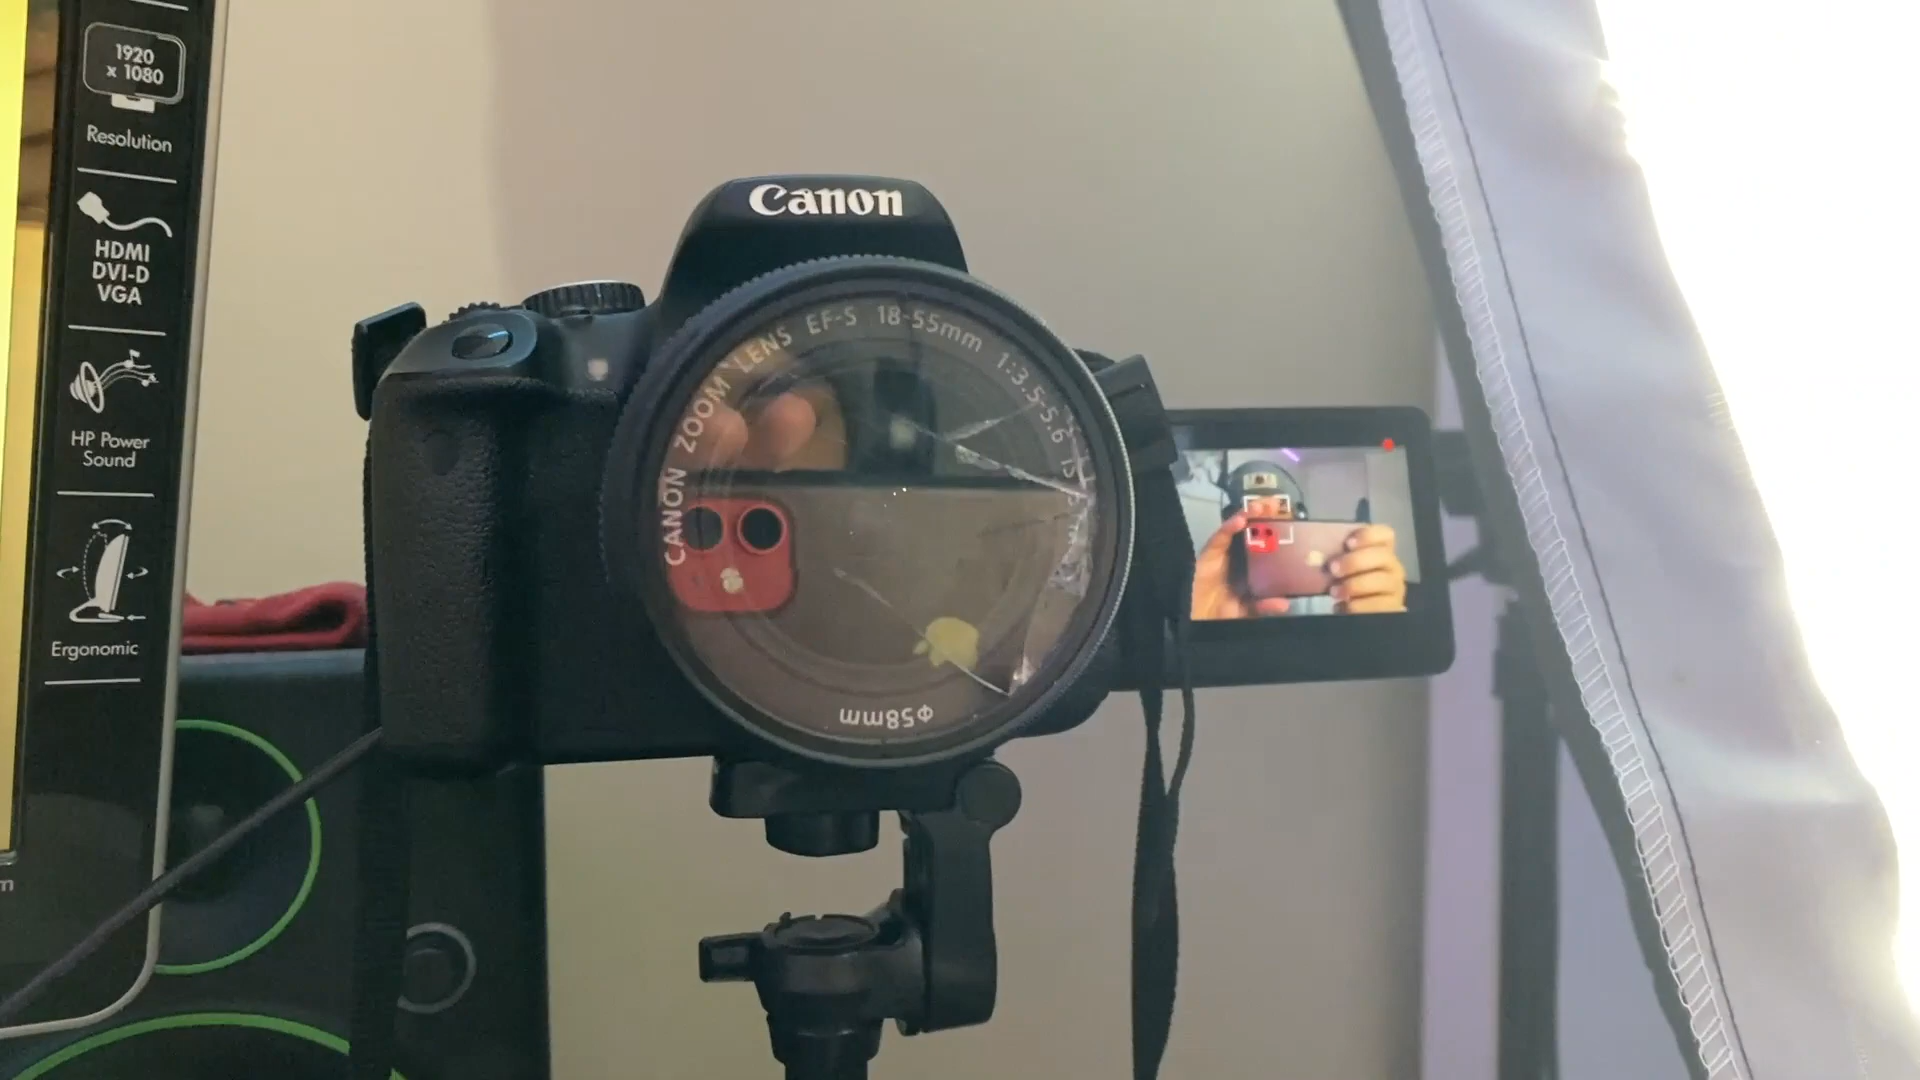 1920
x 1080
Resolution
HDMI
DVI-D
VGA
HP Power
Sound
Ergonomic
Canon
CANON ZOOM LENS EF-S 18-55mm 1:3.5-5.6 IS
Φ58mm